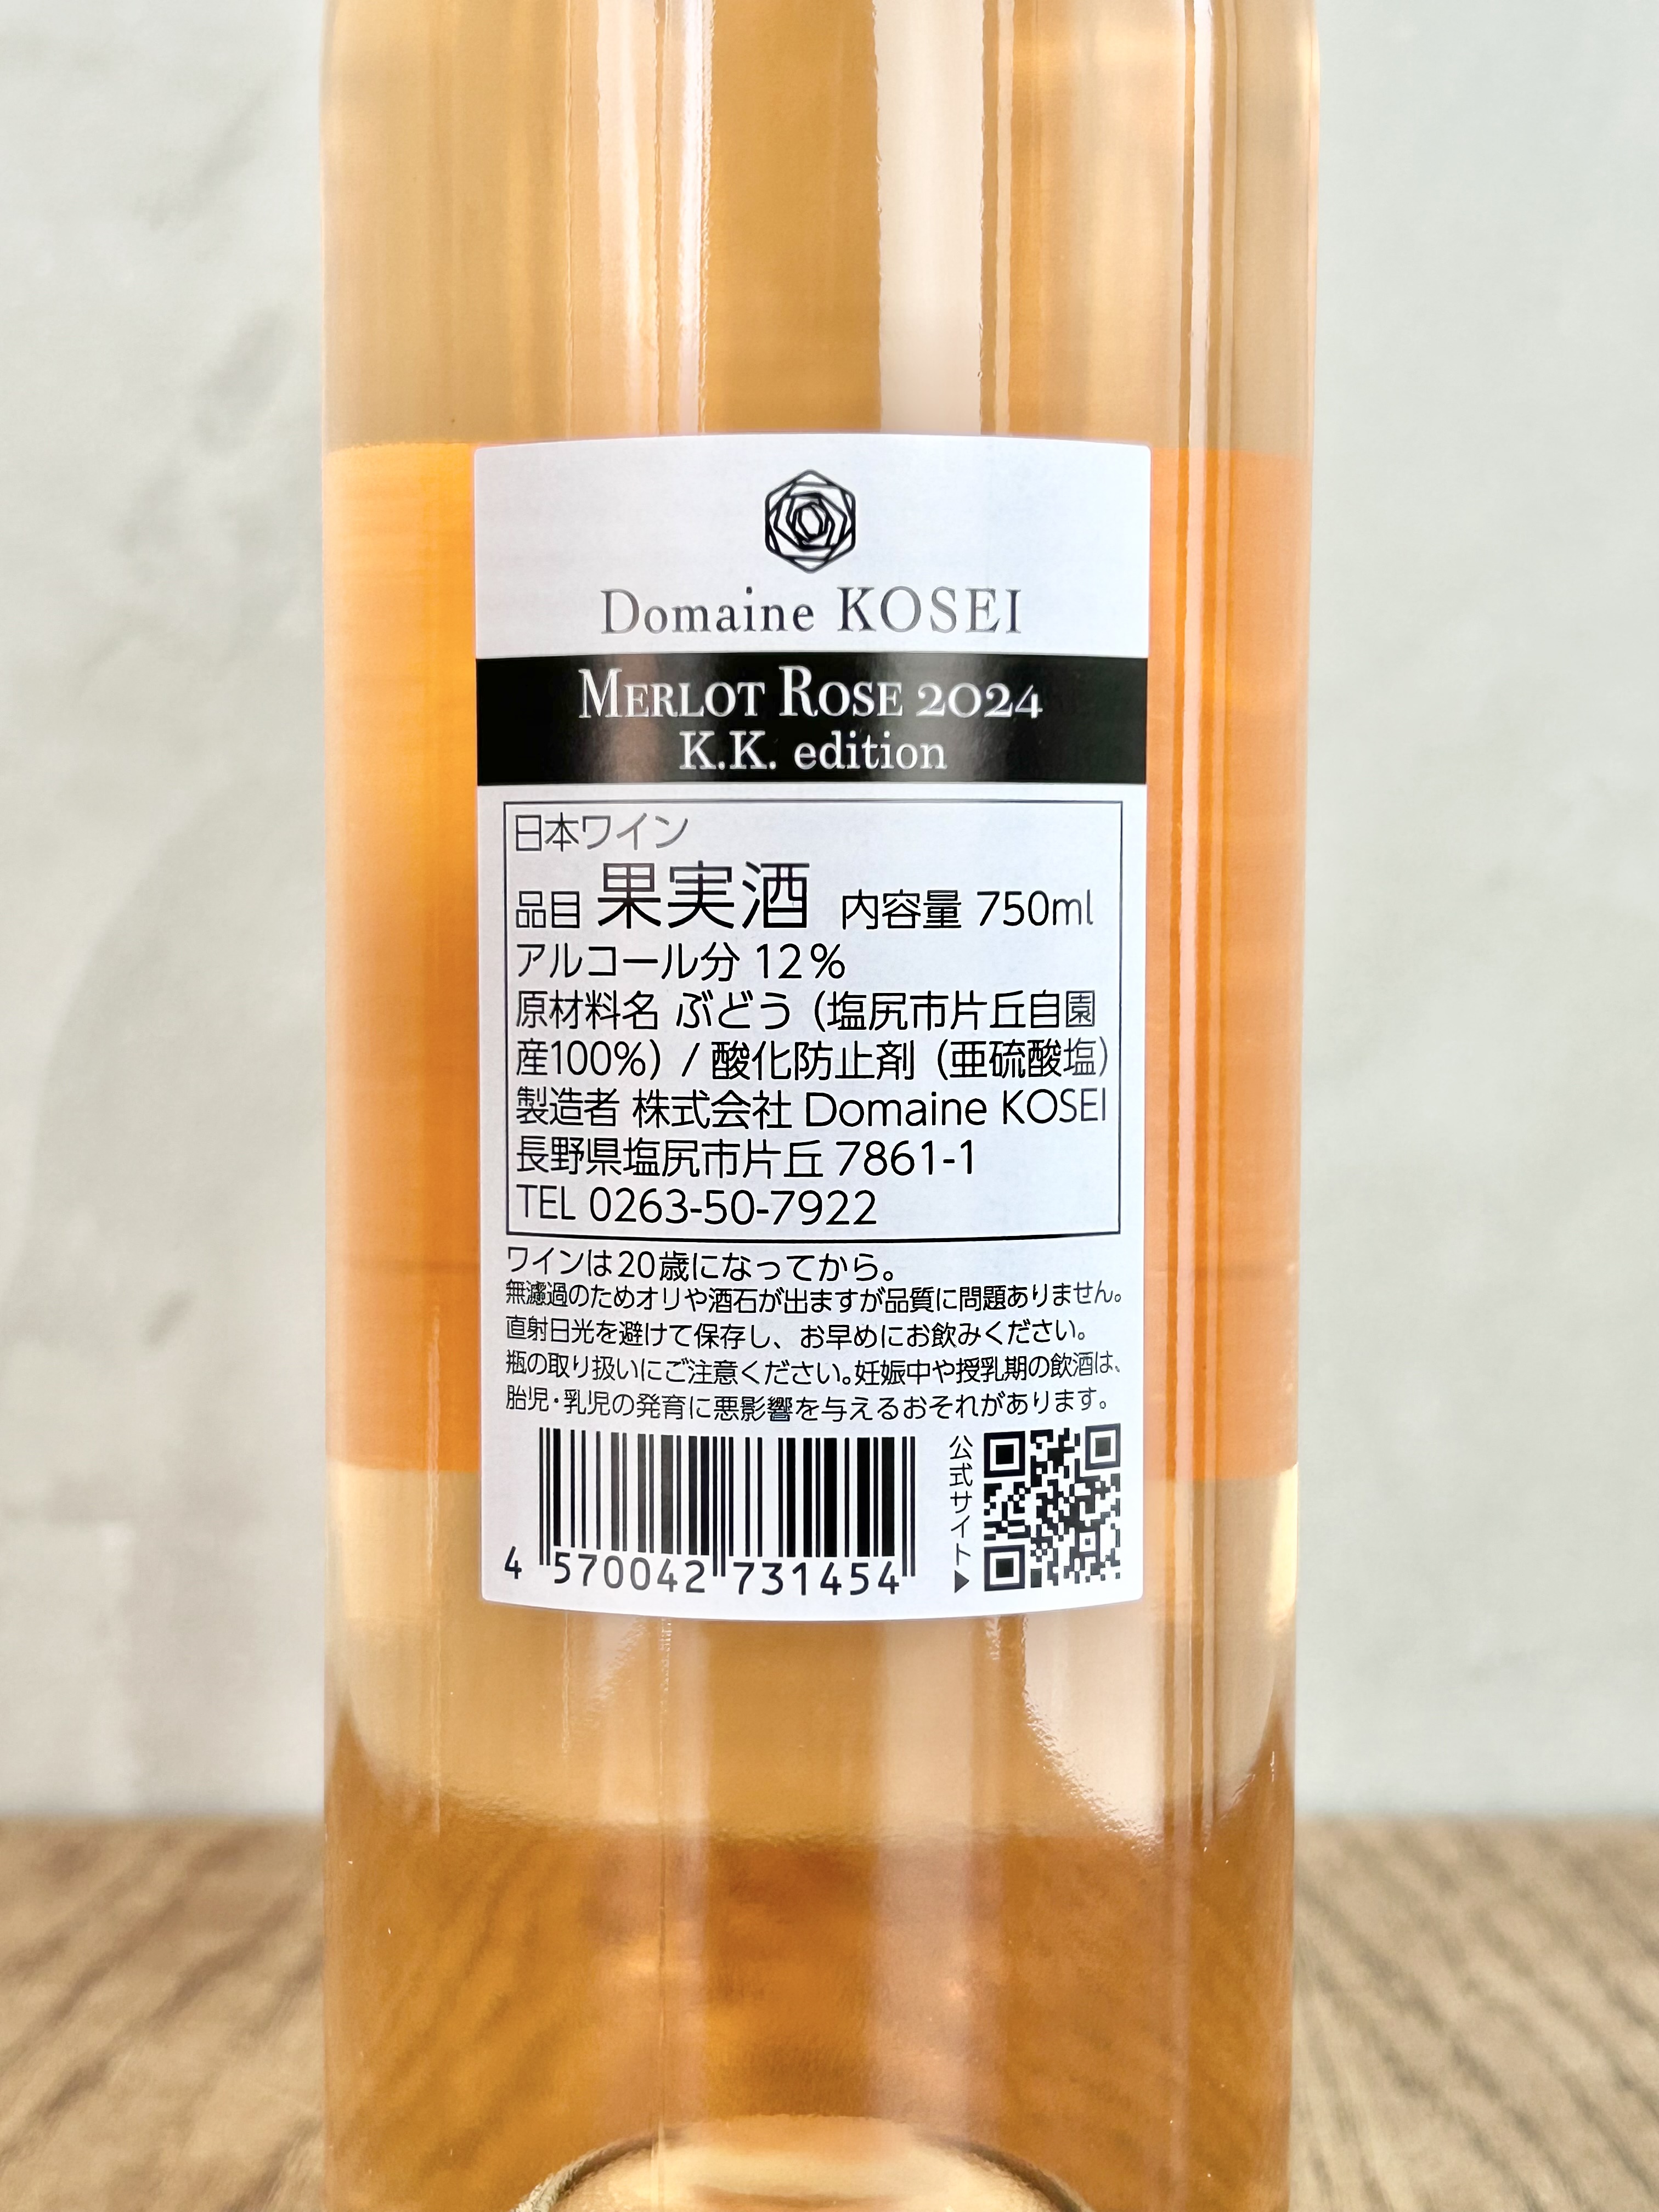 Domaine KOSEI
MERLOT ROSE 2024
K.K. edition
日本ワイン
品目 果実酒 内容量 750ml
アルコール分 12%
原材料名 ぶどう（塩尻市片丘自園
産100%）/ 酸化防止剤（亜硫酸塩）
製造者 株式会社 Domaine KOSEI
長野県塩尻市片丘 7861-1
TEL 0263-50-7922
ワインは20歳になってから。
無濾過のためオリや酒石が出ますが品質に問題ありません。
直射日光を避けて保存し、お早めにお飲みください。
瓶の取り扱いにご注意ください。妊娠中や授乳期の飲酒は、
胎児・乳児の発育に悪影響を与えるおそれがあります。
公式サイト▶
4 570042 731454